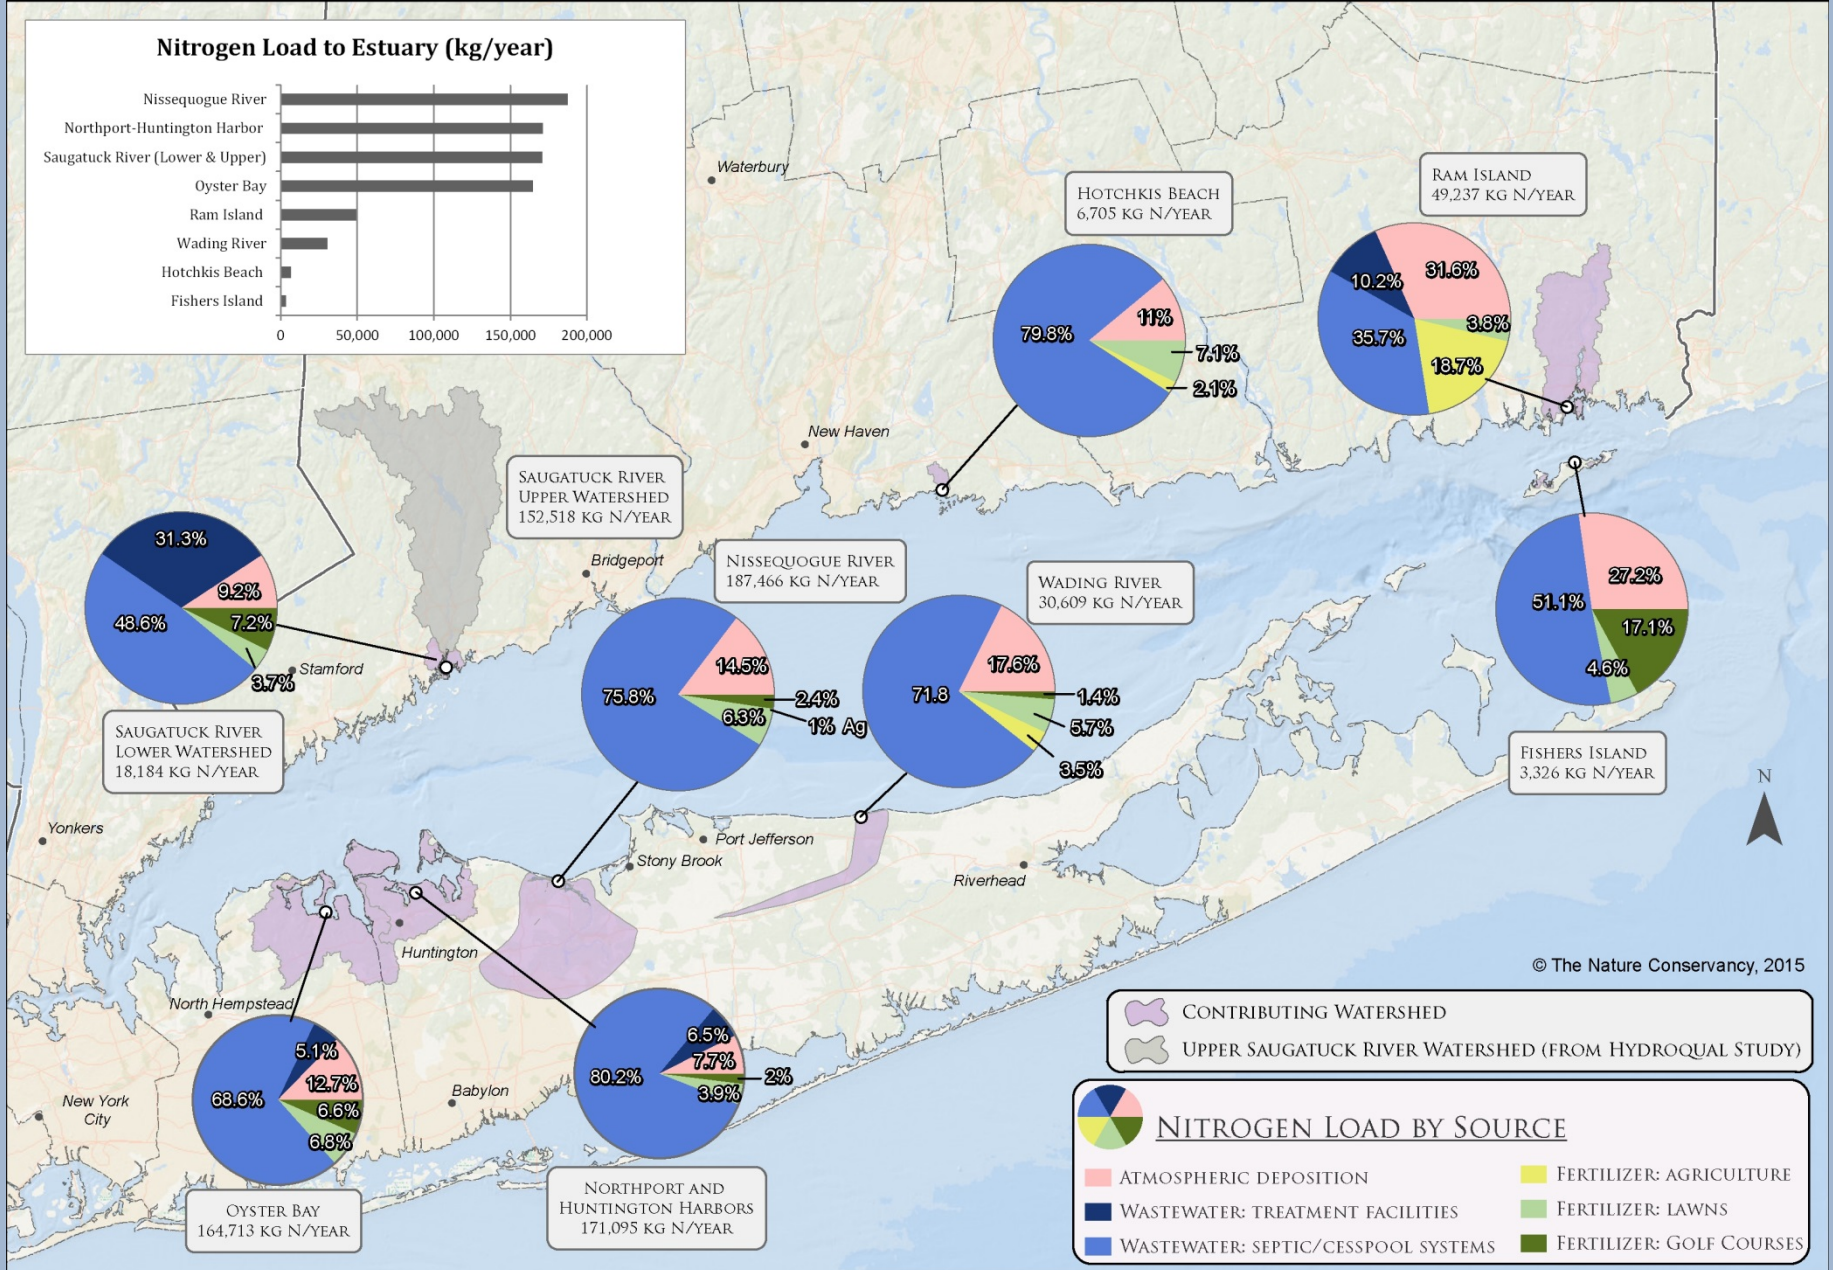 Nitrogen Load to Estuary (kg/year)
Nissequogue River
Northport-Huntington Harbor
Saugatuck River (Lower & Upper)
Oyster Bay
Ram Island
Wading River
Hotchkis Beach
Fishers Island
0 50,000 100,000 150,000 200,000
Waterbury
HOTCHKIS BEACH
6,705 KG N/YEAR
RAM ISLAND
49,237 KG N/YEAR
79.8%
11%
7.1%
2.1%
10.2%
31.6%
3.8%
35.7%
18.7%
New Haven
SAUGATUCK RIVER
UPPER WATERSHED
152,518 KG N/YEAR
Bridgeport
31.3%
9.2%
48.6%
7.2%
3.7%
Stamford
SAUGATUCK RIVER
LOWER WATERSHED
18,184 KG N/YEAR
NISSEQUOGUE RIVER
187,466 KG N/YEAR
75.8%
14.5%
2.4%
6.3%
1% Ag
WADING RIVER
30,609 KG N/YEAR
71.8
17.6%
1.4%
5.7%
3.5%
27.2%
51.1%
17.1%
4.6%
FISHERS ISLAND
3,326 KG N/YEAR
N
Yonkers
Port Jefferson
Stony Brook
Riverhead
Huntington
North Hempstead
New York
City
Babylon
5.1%
12.7%
68.6%
6.6%
6.8%
OYSTER BAY
164,713 KG N/YEAR
6.5%
7.7%
80.2%
2%
3.9%
NORTHPORT AND
HUNTINGTON HARBORS
171,095 KG N/YEAR
© The Nature Conservancy, 2015
CONTRIBUTING WATERSHED
UPPER SAUGATUCK RIVER WATERSHED (FROM HYDROQUAL STUDY)
NITROGEN LOAD BY SOURCE
ATMOSPHERIC DEPOSITION
WASTEWATER: TREATMENT FACILITIES
WASTEWATER: SEPTIC/CESSPOOL SYSTEMS
FERTILIZER: AGRICULTURE
FERTILIZER: LAWNS
FERTILIZER: GOLF COURSES